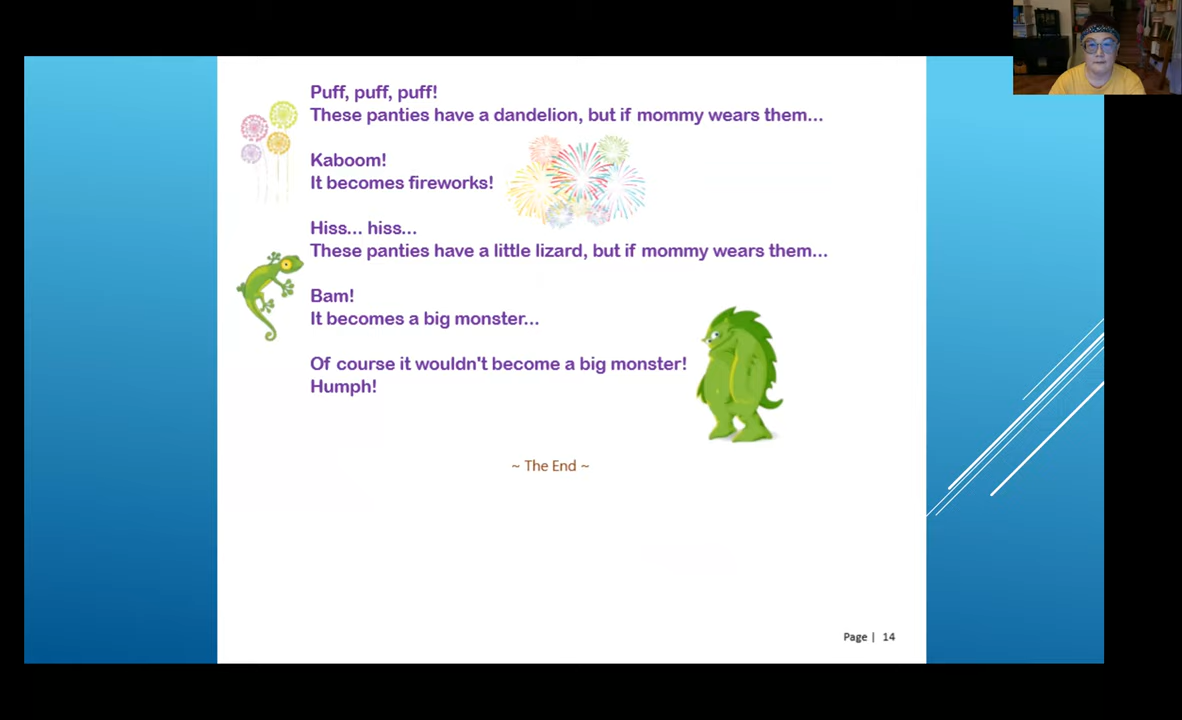 Puff, puff, puff!
These panties have a dandelion, but if mommy wears them...
Kaboom!
It becomes fireworks!
Hiss... hiss...
These panties have a little lizard, but if mommy wears them...
Bam!
It becomes a big monster...
Of course it wouldn't become a big monster!
Humph!
~ The End ~
Page | 14